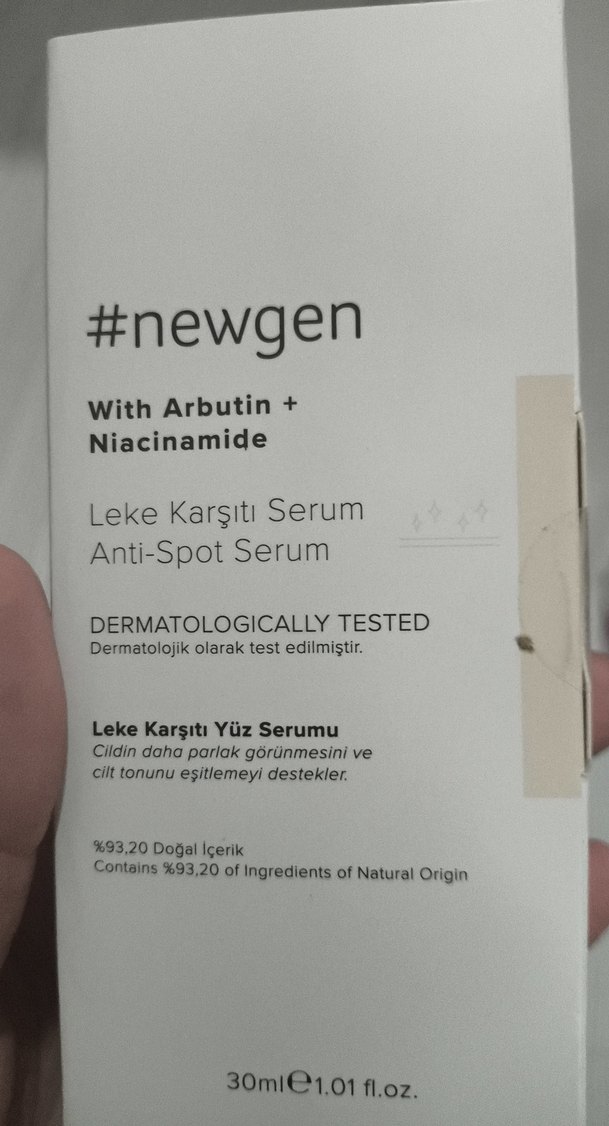 #newgen
With Arbutin +
Niacinamide
Leke Karşıtı Serum
Anti-Spot Serum
DERMATOLOGICALLY TESTED
Dermatolojik olarak test edilmiştir.
Leke Karşıtı Yüz Serumu
Cildin daha parlak görünmesini ve
cilt tonunu eşitlemeyi destekler.
%93,20 Doğal İçerik
Contains %93,20 of Ingredients of Natural Origin
30ml℮1.01 fl.oz.